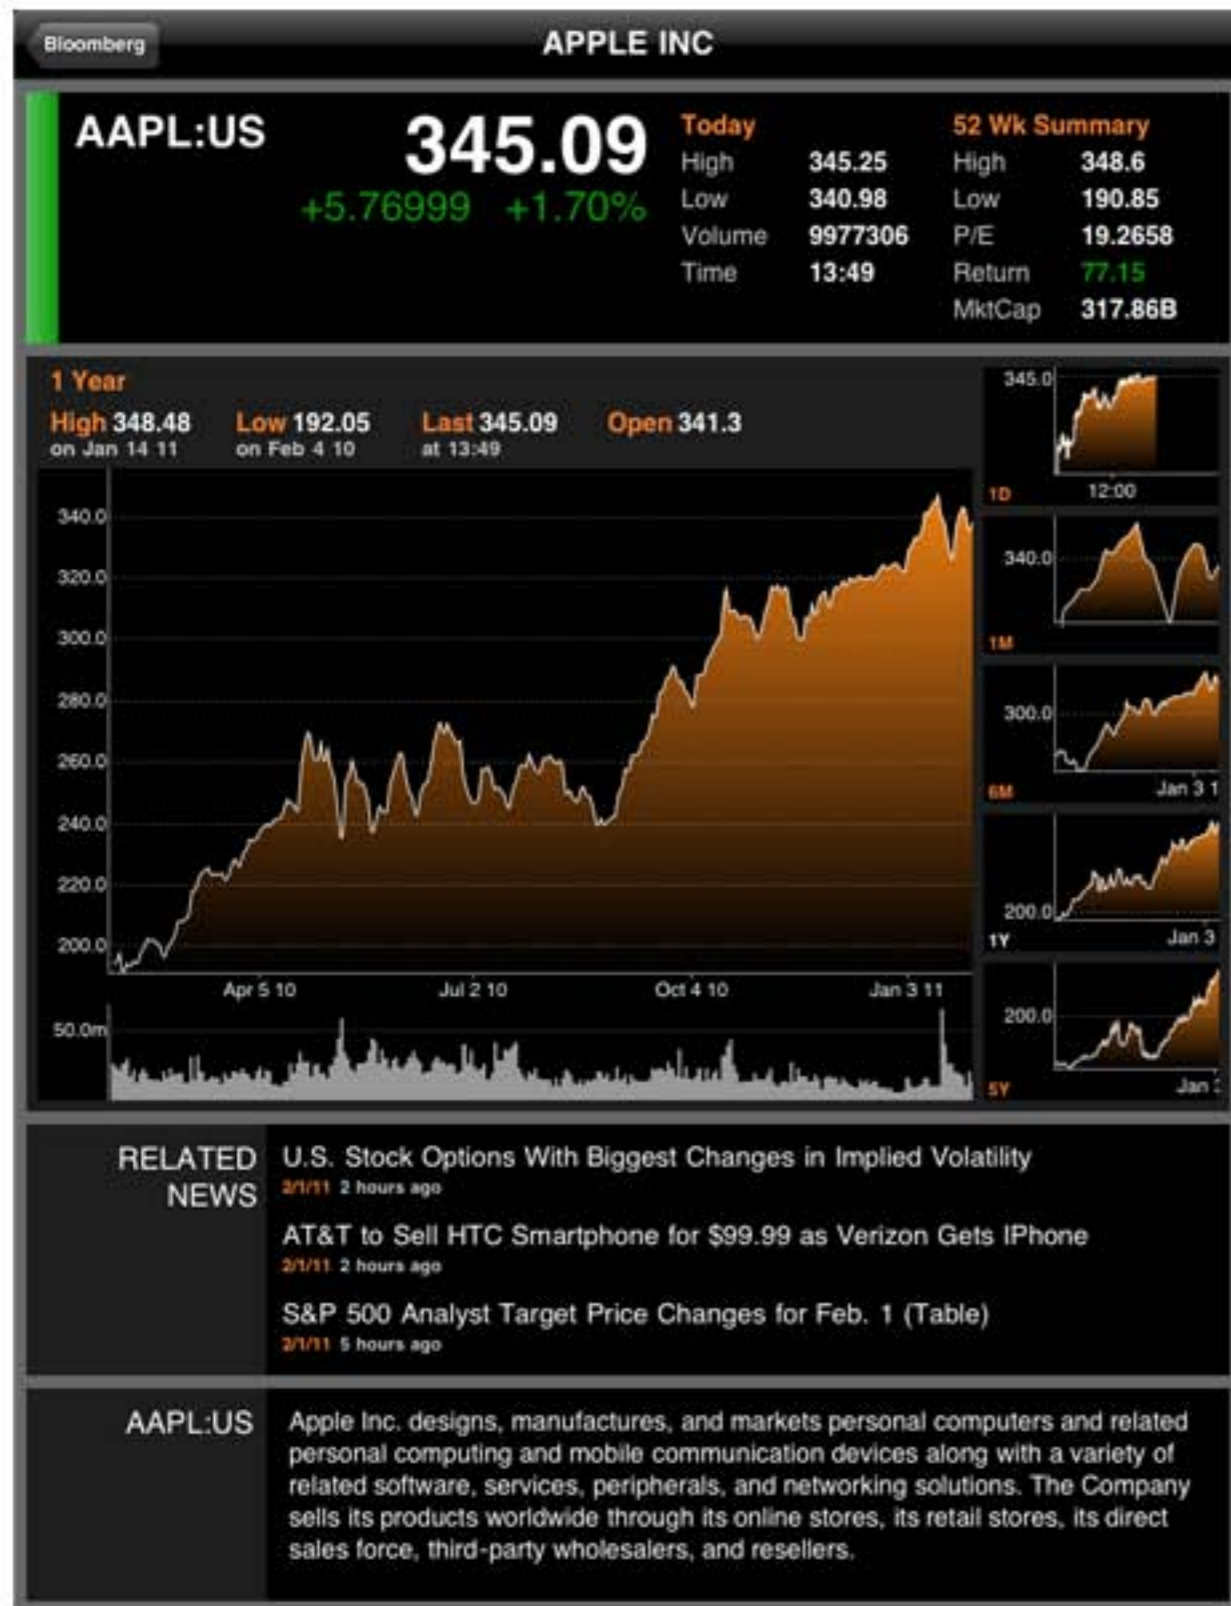 Bloomberg
APPLE INC
AAPL:US
345.09
+5.76999 +1.70%
Today
High 345.25
Low 340.98
Volume 9977306
Time 13:49
52 Wk Summary
High 348.6
Low 190.85
P/E 19.2658
Return 77.15
MktCap 317.86B
1 Year
High 348.48 Low 192.05 Last 345.09 Open 341.3
on Jan 14 11 on Feb 4 10 at 13:49
340.0
320.0
300.0
280.0
260.0
240.0
220.0
200.0
Apr 5 10 Jul 2 10 Oct 4 10 Jan 3 11
50.0m
345.0
1D 12:00
340.0
1M
300.0
6M Jan 3 1
200.0
1Y Jan 3
200.0
5Y Jan
RELATED
NEWS
U.S. Stock Options With Biggest Changes in Implied Volatility
2/1/11 2 hours ago
AT&T to Sell HTC Smartphone for $99.99 as Verizon Gets IPhone
2/1/11 2 hours ago
S&P 500 Analyst Target Price Changes for Feb. 1 (Table)
2/1/11 5 hours ago
AAPL:US
Apple Inc. designs, manufactures, and markets personal computers and related
personal computing and mobile communication devices along with a variety of
related software, services, peripherals, and networking solutions. The Company
sells its products worldwide through its online stores, its retail stores, its direct
sales force, third-party wholesalers, and resellers.